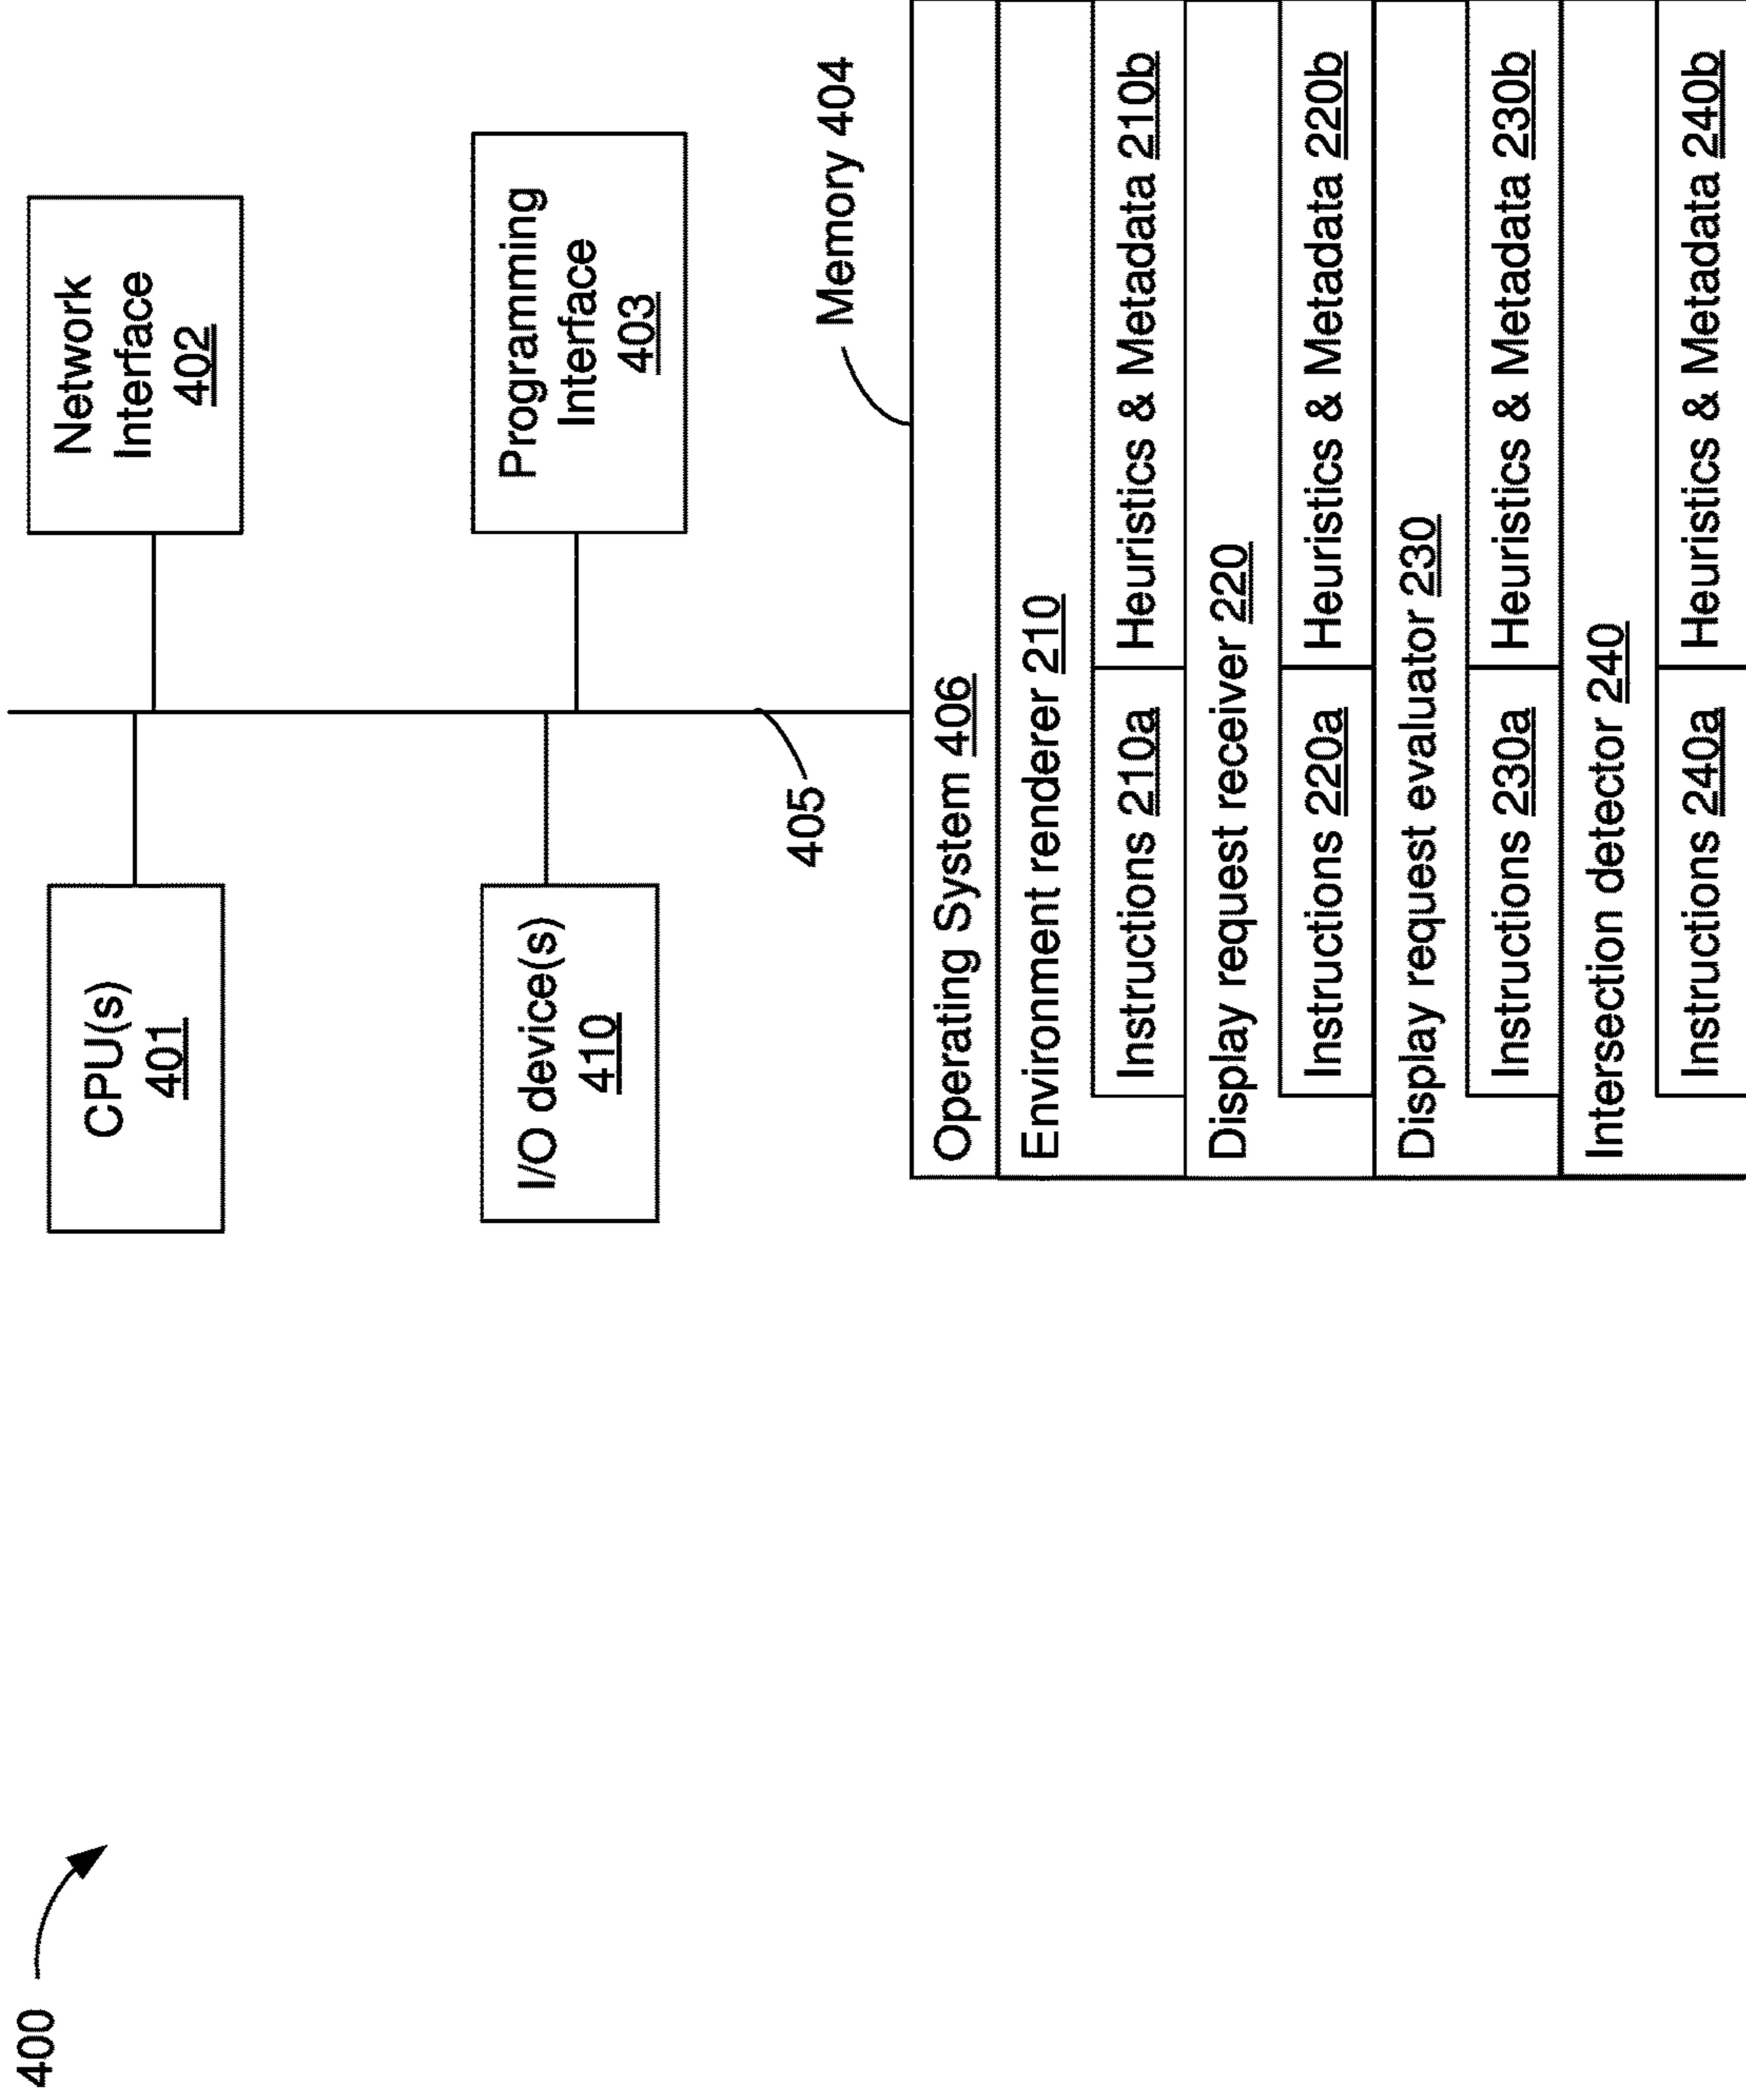 400
CPU(s)
401
Network
Interface
402
I/O device(s)
410
Programming
Interface
403
405
Memory 404
Operating System 406
Environment renderer 210
Instructions 210a
Heuristics & Metadata 210b
Display request receiver 220
Instructions 220a
Heuristics & Metadata 220b
Display request evaluator 230
Instructions 230a
Heuristics & Metadata 230b
Intersection detector 240
Instructions 240a
Heuristics & Metadata 240b